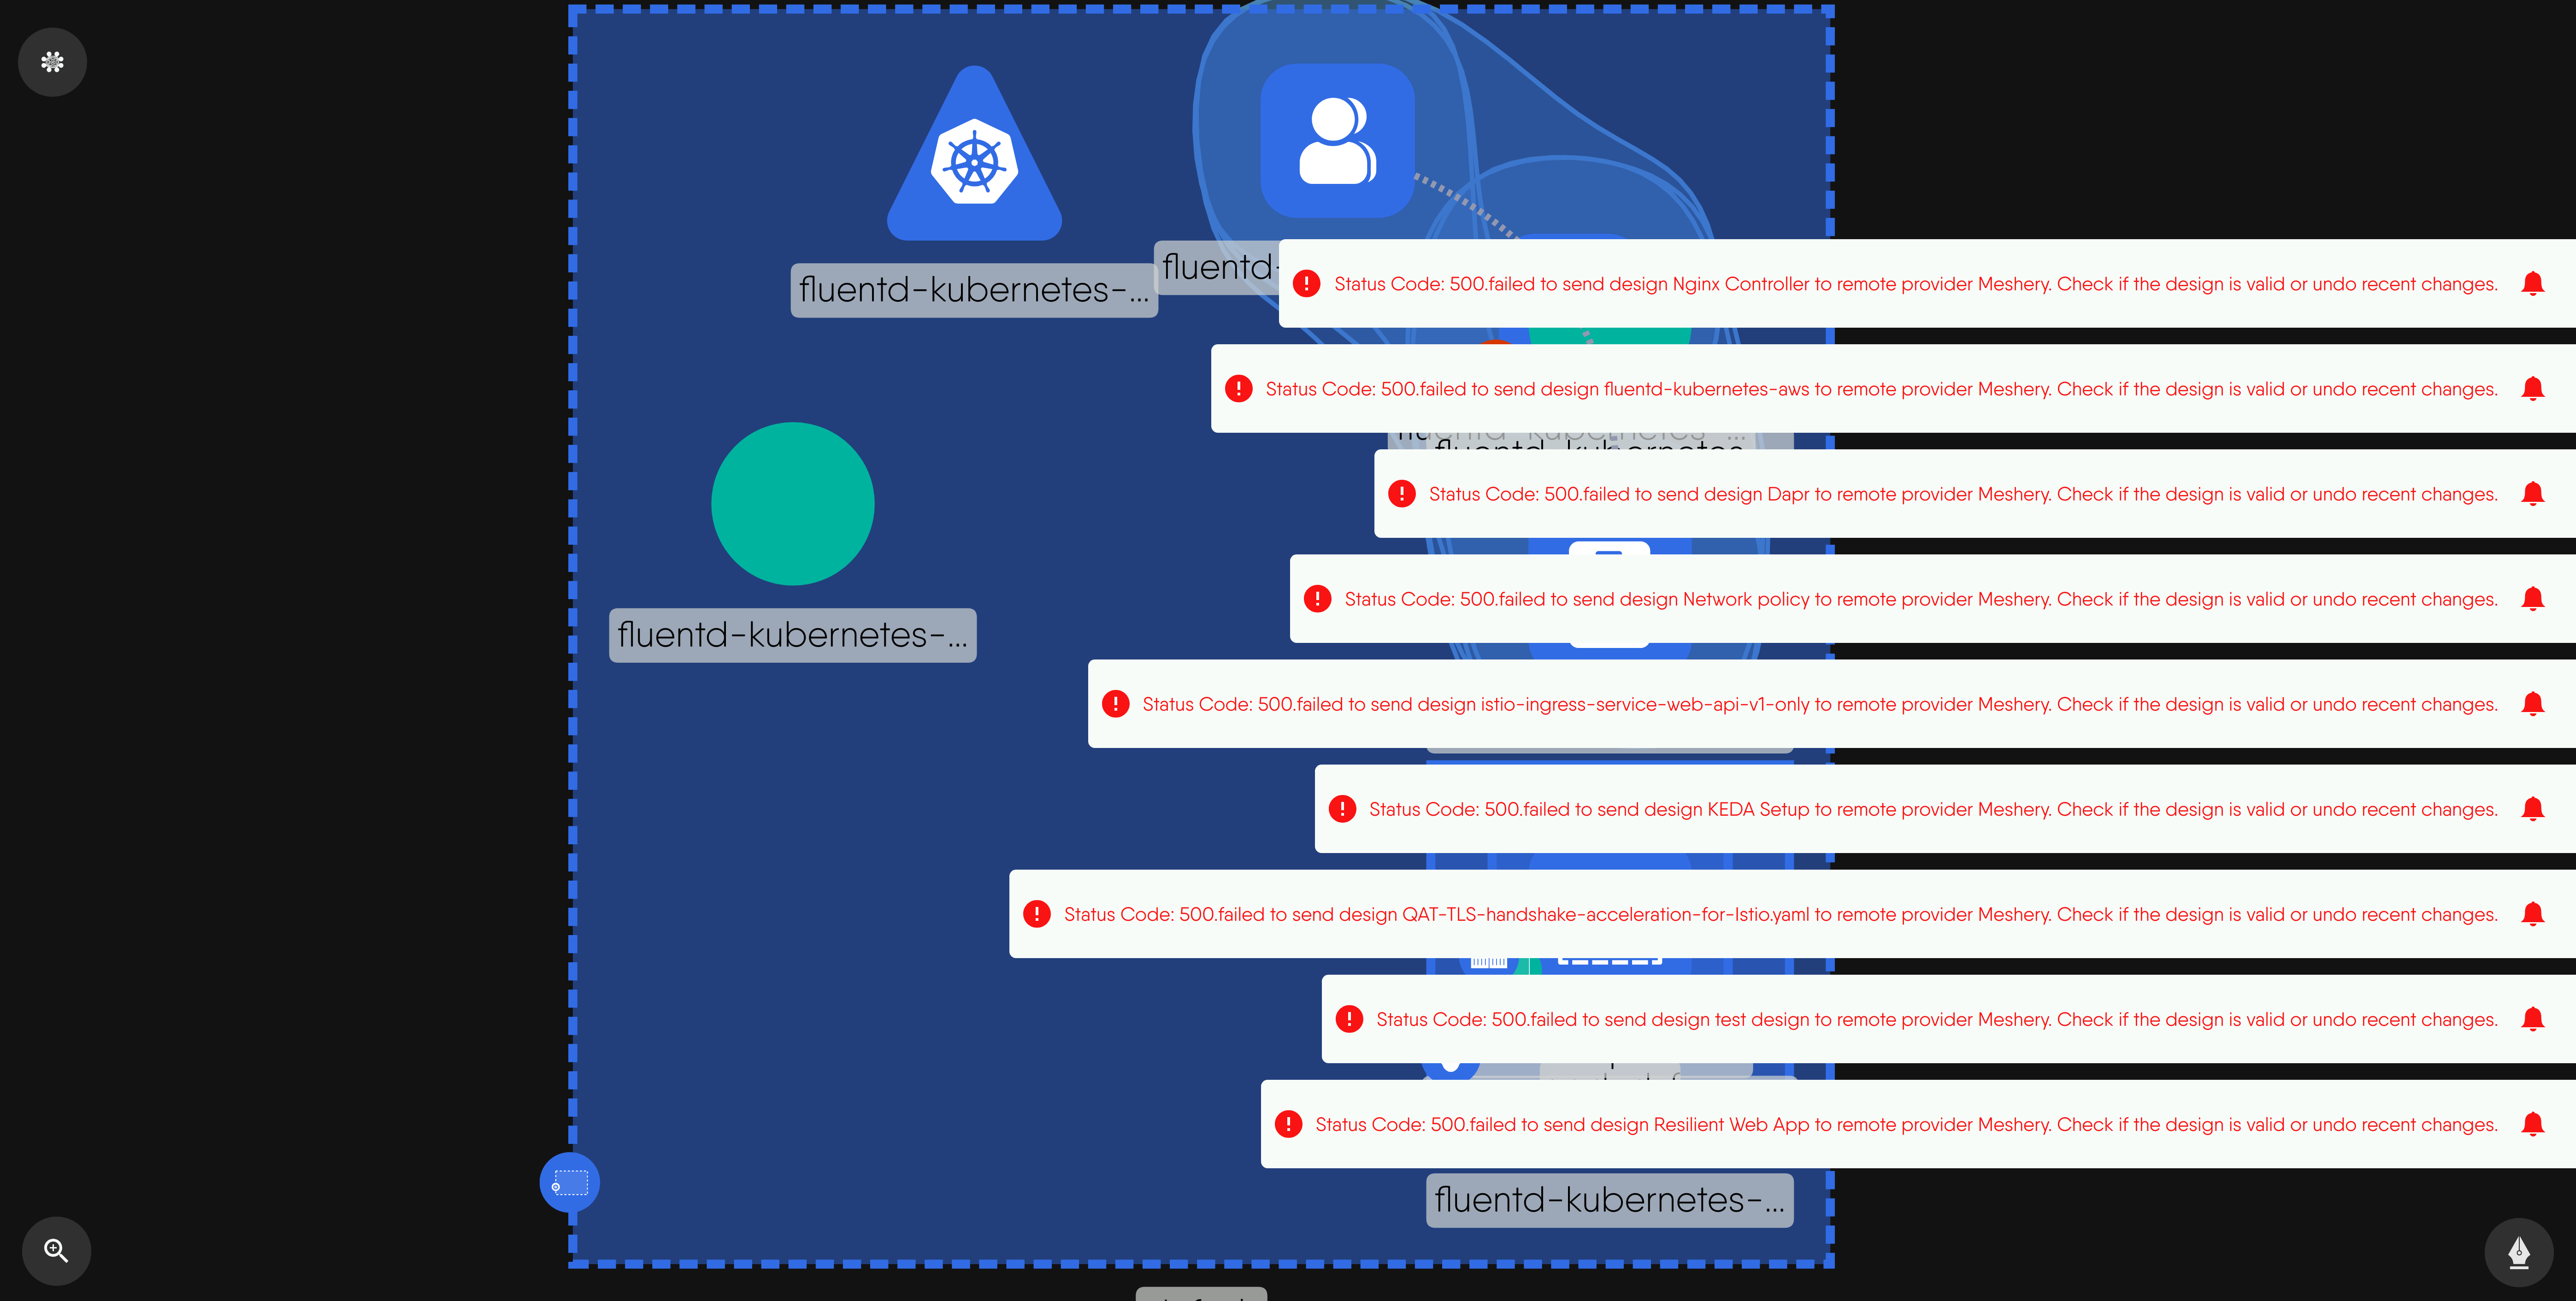 fluentd-kubernetes-...
fluentd-
Status Code: 500.failed to send design Nginx Controller to remote provider Meshery. Check if the design is valid or undo recent changes.
Status Code: 500.failed to send design fluentd-kubernetes-aws to remote provider Meshery. Check if the design is valid or undo recent changes.
fluentd-kubernetes-...
fluentd-kubernetes-
Status Code: 500.failed to send design Dapr to remote provider Meshery. Check if the design is valid or undo recent changes.
Status Code: 500.failed to send design Network policy to remote provider Meshery. Check if the design is valid or undo recent changes.
fluentd-kubernetes-...
Status Code: 500.failed to send design istio-ingress-service-web-api-v1-only to remote provider Meshery. Check if the design is valid or undo recent changes.
Status Code: 500.failed to send design KEDA Setup to remote provider Meshery. Check if the design is valid or undo recent changes.
Status Code: 500.failed to send design QAT-TLS-handshake-acceleration-for-Istio.yaml to remote provider Meshery. Check if the design is valid or undo recent changes.
Status Code: 500.failed to send design test design to remote provider Meshery. Check if the design is valid or undo recent changes.
Status Code: 500.failed to send design Resilient Web App to remote provider Meshery. Check if the design is valid or undo recent changes.
fluentd-kubernetes-...